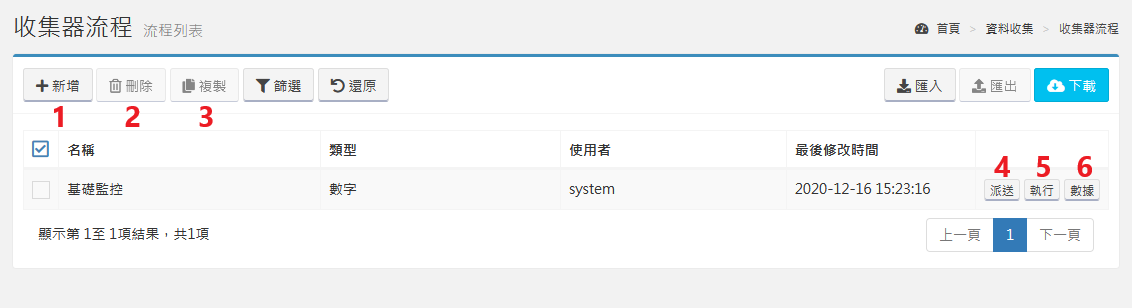 收集器流程 流程列表 首頁 > 資料收集 > 收集器流程
新增 刪除 複製 篩選 還原 匯入 匯出 下載
1 2 3
名稱 類型 使用者 最後修改時間
4 5 6
基礎監控 數字 system 2020-12-16 15:23:16 派送 執行 數據
顯示第 1至 1項結果，共1項 上一頁 1 下一頁